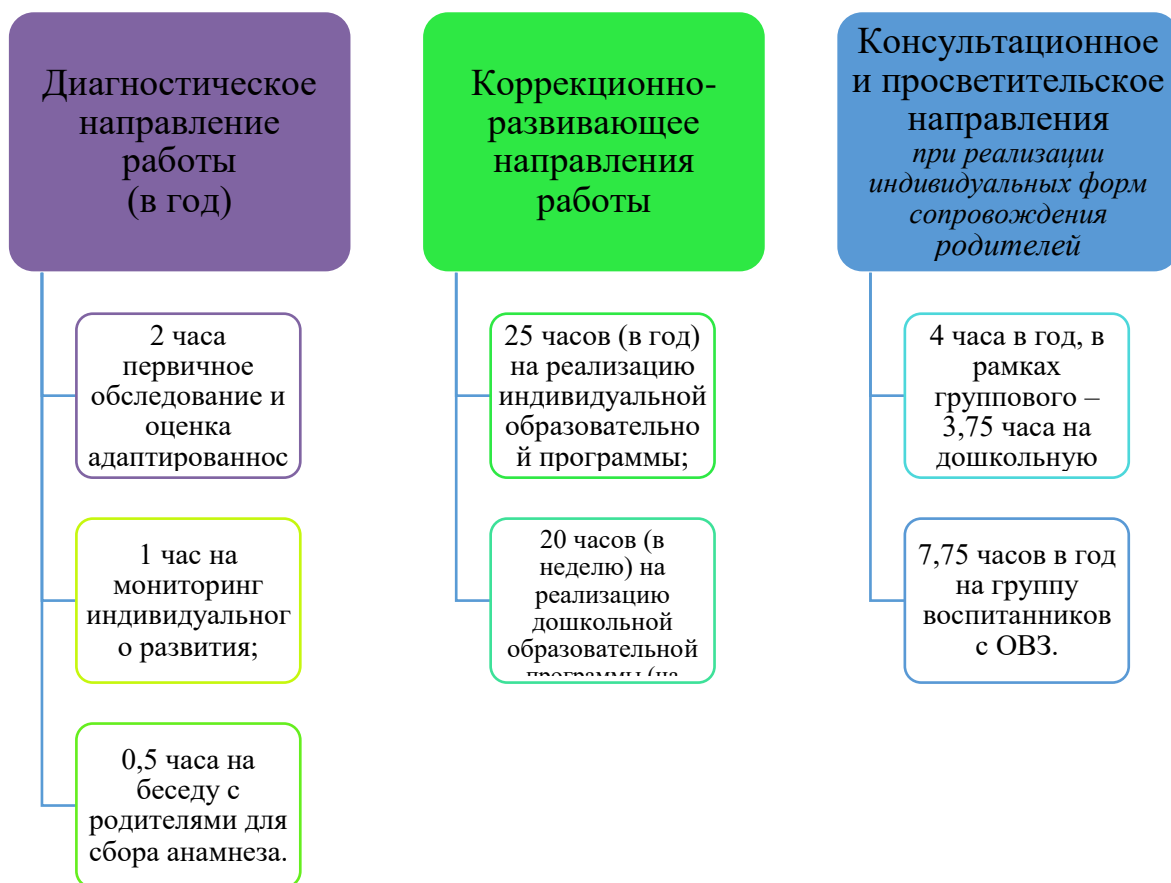 Диагностическое
направление
работы
(в год)
2 часа
первичное
обследование и
оценка
адаптированнос
1 час на
мониторинг
индивидуальног
о развития;
0,5 часа на
беседу с
родителями для
сбора анамнеза.
Коррекционно-
развивающее
направления
работы
25 часов (в год)
на реализацию
индивидуальной
образовательно
й программы;
20 часов (в
неделю) на
реализацию
дошкольной
образовательной
программы (на
Консультационное
и просветительское
направления
при реализации
индивидуальных форм
сопровождения
родителей
4 часа в год, в
рамках
группового –
3,75 часа на
дошкольную
7,75 часов в год
на группу
воспитанников
с ОВЗ.